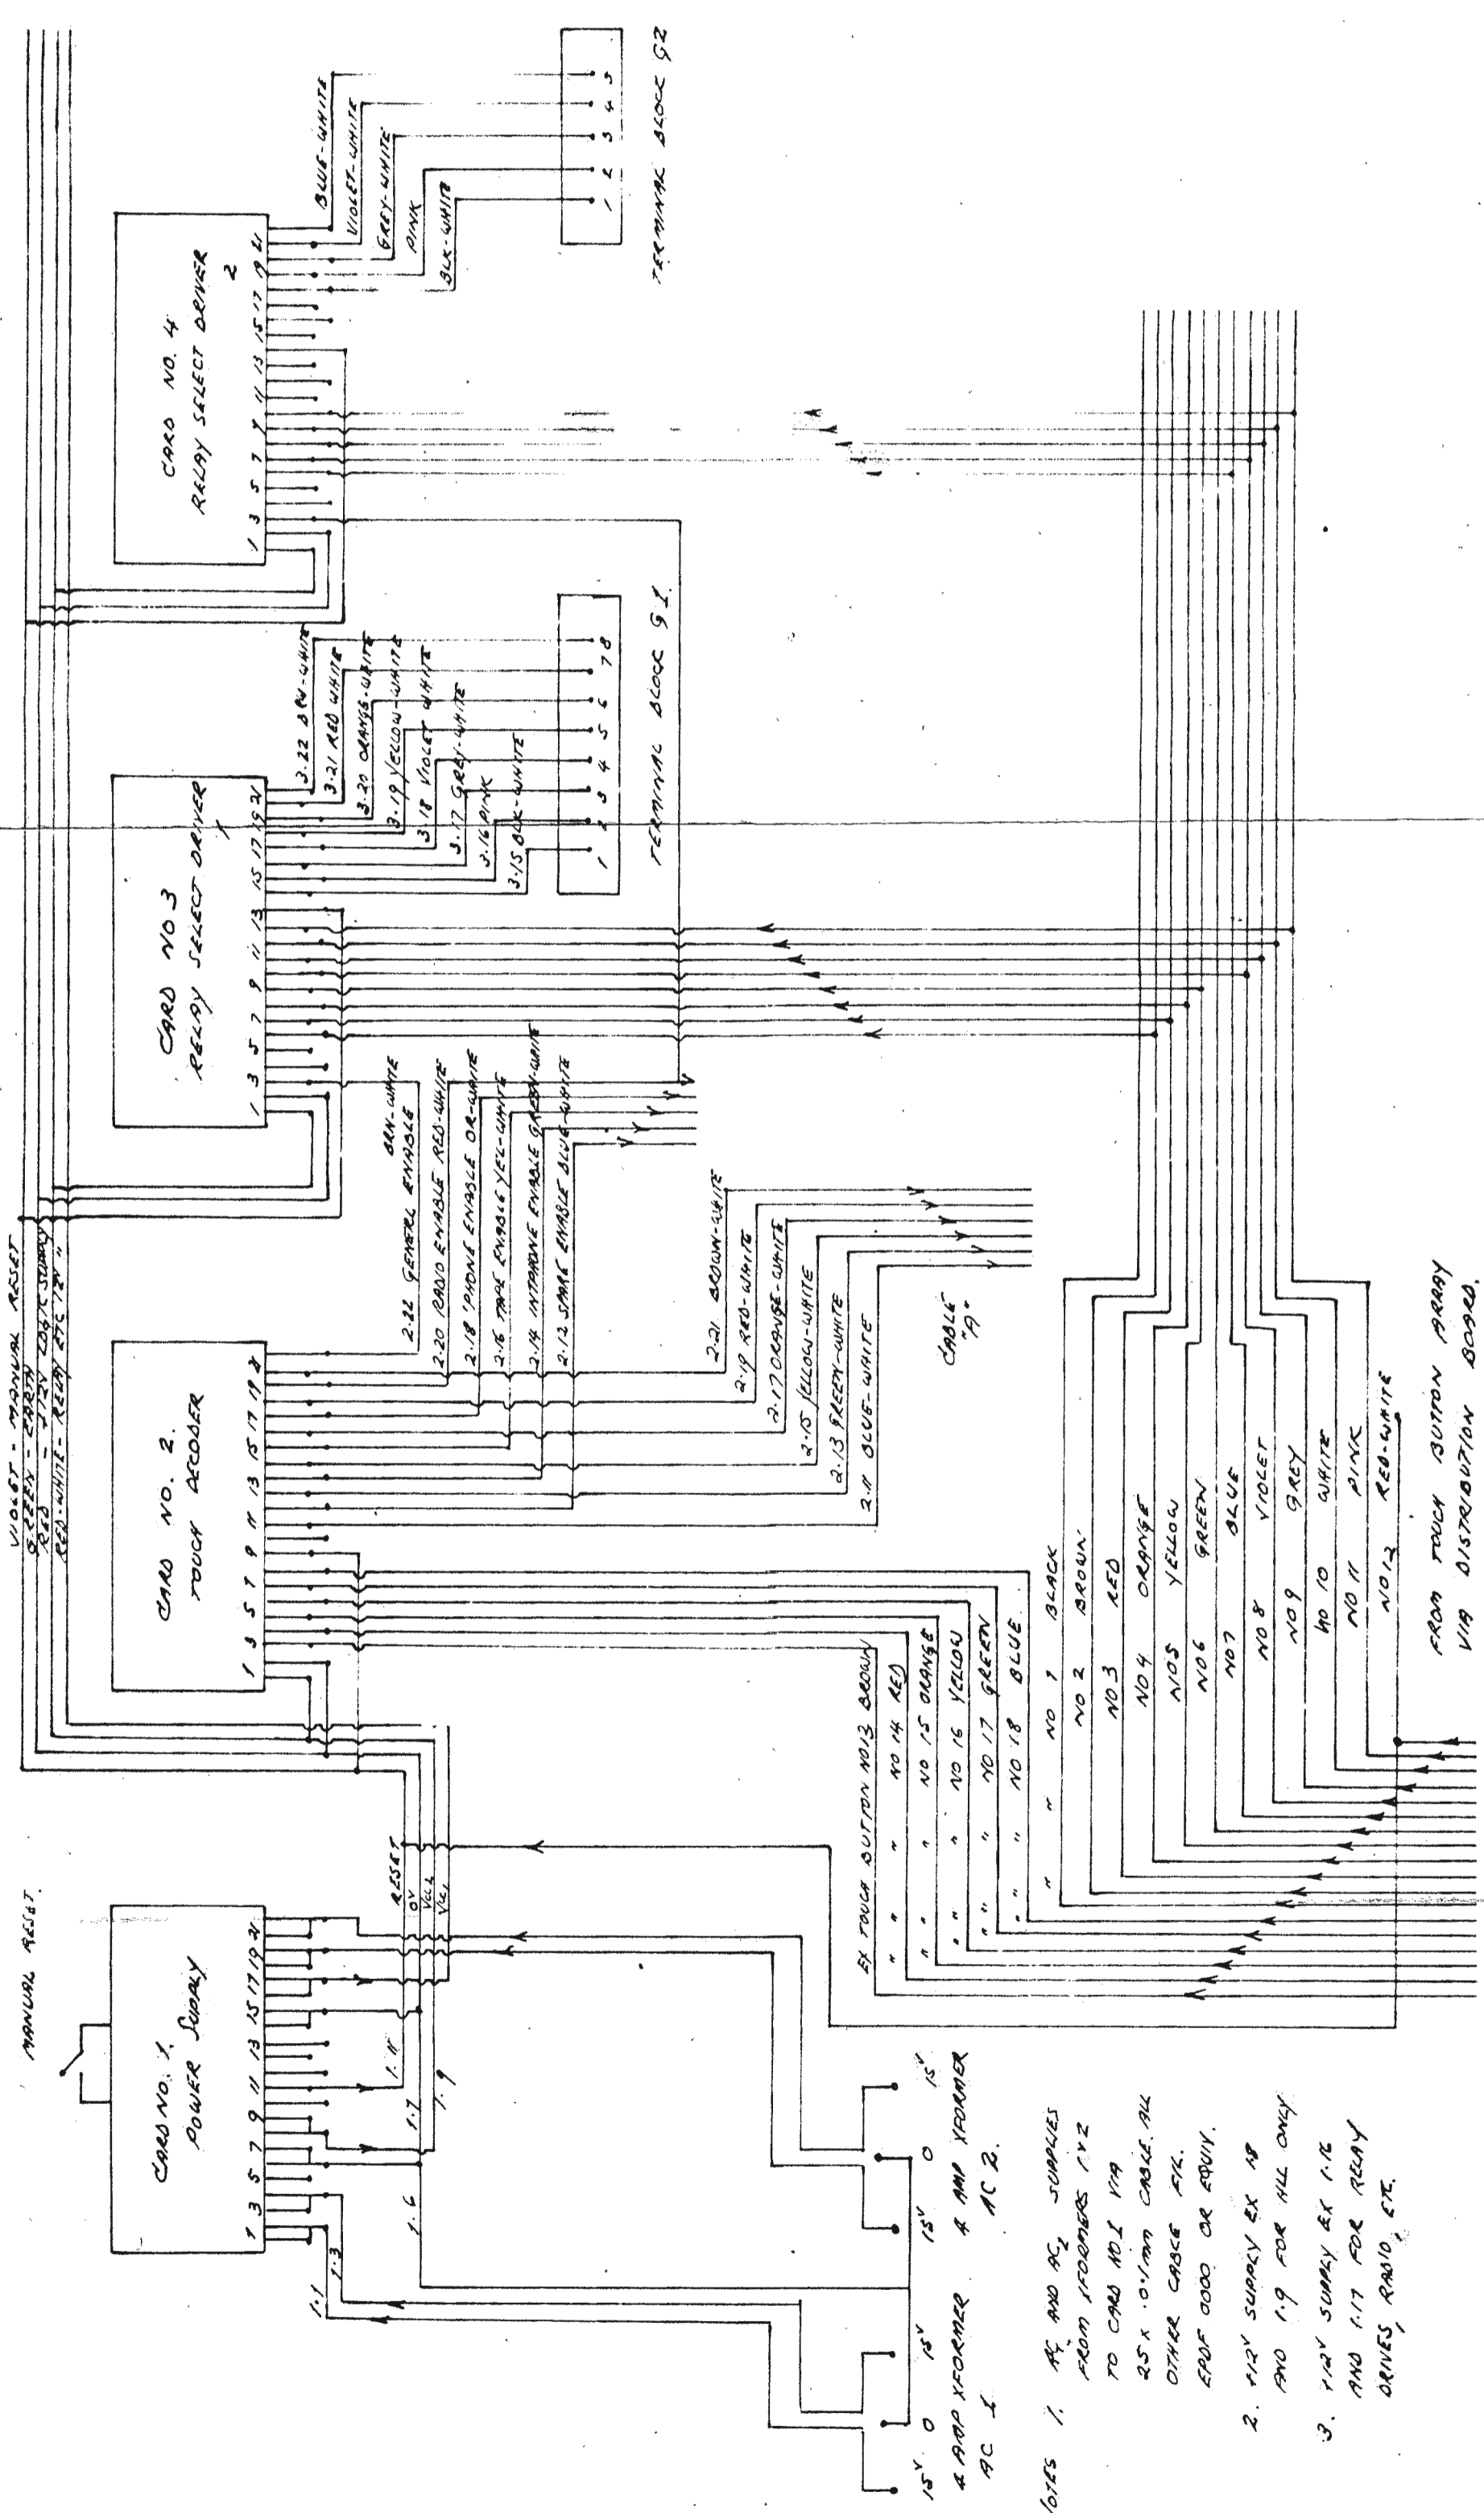 MANUAL RESET.
CARD NO. 1.
POWER SUPPLY
1 3 5 7 9 11 13 15 17 19 21
1.1
1.3
1.6
1.7
1.9
1.11
RESET
0V
VCC2
VCC1
VIOLET - MANUAL RESET
GREEN - EARTH
RED - +12V LOGIC SUPPLY
RED-WHITE - RELAY ETC 12V "
CARD NO. 2.
TOUCH DECODER
1 3 5 7 9 11 13 15 17 19 21
BRN-WHITE
2.22 GENERL ENABLE
2.20 RADIO ENABLE RED-WHITE
2.18 'PHONE ENABLE OR-WHITE
2.16 TAPE ENABLE YEL-WHITE
2.14 INTPHONE ENABLE GREEN-WHITE
2.12 SPARE ENABLE BLUE-WHITE
2.21 BROWN-WHITE
2.19 RED-WHITE
2.17 ORANGE-WHITE
2.15 YELLOW-WHITE
2.13 GREEN-WHITE
2.11 BLUE-WHITE
CABLE
"A"
CARD NO 3
RELAY SELECT DRIVER
1
1 3 5 7 9 11 13 15 17 19 21
3.22 BRN-WHITE
3.21 RED WHITE
3.20 ORANGE-WHITE
3.19 YELLOW-WHITE
3.18 VIOLET WHITE
3.17 GREY-WHITE
3.16 PINK
3.15 BLK-WHITE
1 2 3 4 5 6 7 8
TERMINAL BLOCK G1.
CARD NO. 4
RELAY SELECT DRIVER
2
1 3 5 7 9 11 13 15 17 19 21
BLUE-WHITE
VIOLET-WHITE
GREY-WHITE
PINK
BLK-WHITE
1 2 3 4 5
TERMINAL BLOCK G2
EX TOUCH BUTTON NO13 BROWN
" " " NO 14 RED
" " " NO 15 ORANGE
" " " NO 16 YELLOW
" " " NO 17 GREEN
" " " NO 18 BLUE
" " NO 1 BLACK
NO 2 BROWN
NO 3 RED
NO 4 ORANGE
NO5 YELLOW
NO6 GREEN
NO7 BLUE
NO 8 VIOLET
NO9 GREY
NO 10 WHITE
NO 11 PINK
NO12 RED-WHITE
FROM TOUCH BUTTON ARRAY
VIA DISTRIBUTION BOARD.
15V 0 15V
4 AMP XFORMER
AC 1
15V 0 15V
4 AMP XFORMER
AC 2.
NOTES 1. AC1 AND AC2 SUPPLIES
FROM XFORMERS 1 & 2
TO CARD NO.1 VIA
25 x 0.1mm CABLE. ALL
OTHER CABLE
EPDF 0000 OR EQUIV.
2. +12V SUPPLY EX 1.8
AND 1.9 FOR ALL ONLY
3. +12V SUPPLY EX 1.16
AND 1.17 FOR RELAY
DRIVES, RADIO, ETC.